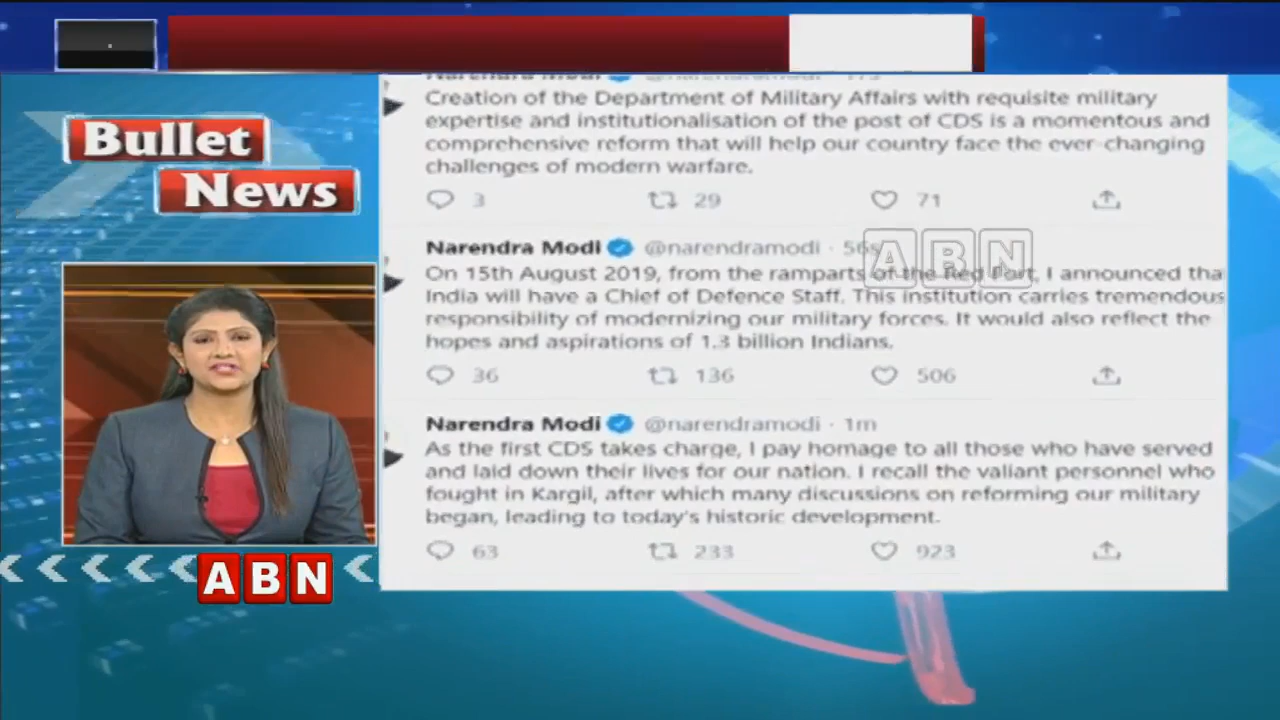 Bullet
News
Narendra Modi @narendramodi
Creation of the Department of Military Affairs with requisite military
expertise and institutionalisation of the post of CDS is a momentous and
comprehensive reform that will help our country face the ever-changing
challenges of modern warfare.
3 29 71
Narendra Modi @narendramodi · 56s
ABN
On 15th August 2019, from the ramparts of the Red Fort, I announced tha
India will have a Chief of Defence Staff. This institution carries tremendous
responsibility of modernizing our military forces. It would also reflect the
hopes and aspirations of 1.3 billion Indians.
36 136 506
Narendra Modi @narendramodi · 1m
As the first CDS takes charge, I pay homage to all those who have served
and laid down their lives for our nation. I recall the valiant personnel who
fought in Kargil, after which many discussions on reforming our military
began, leading to today's historic development.
63 233 923
ABN